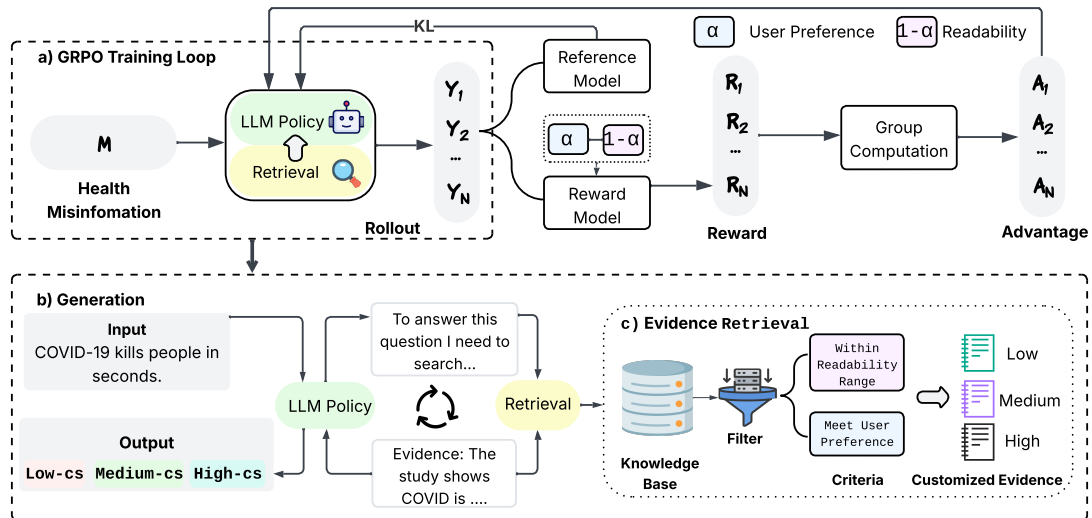 KL
α User Preference 1-α Readability
a) GRPO Training Loop
M
Health
Misinfomation
LLM Policy
Retrieval
Rollout
Y1
Y2
...
YN
Reference
Model
α 1-α
Reward
Model
R1
R2
...
RN
Reward
Group
Computation
A1
A2
...
AN
Advantage
b) Generation
Input
COVID-19 kills people in
seconds.
Output
Low-cs Medium-cs High-cs
LLM Policy
To answer this
question I need to
search...
Evidence: The
study shows
COVID is ....
Retrieval
c) Evidence Retrieval
Knowledge
Base
Filter
Within
Readability
Range
Meet User
Preference
Criteria
Low
Medium
High
Customized Evidence